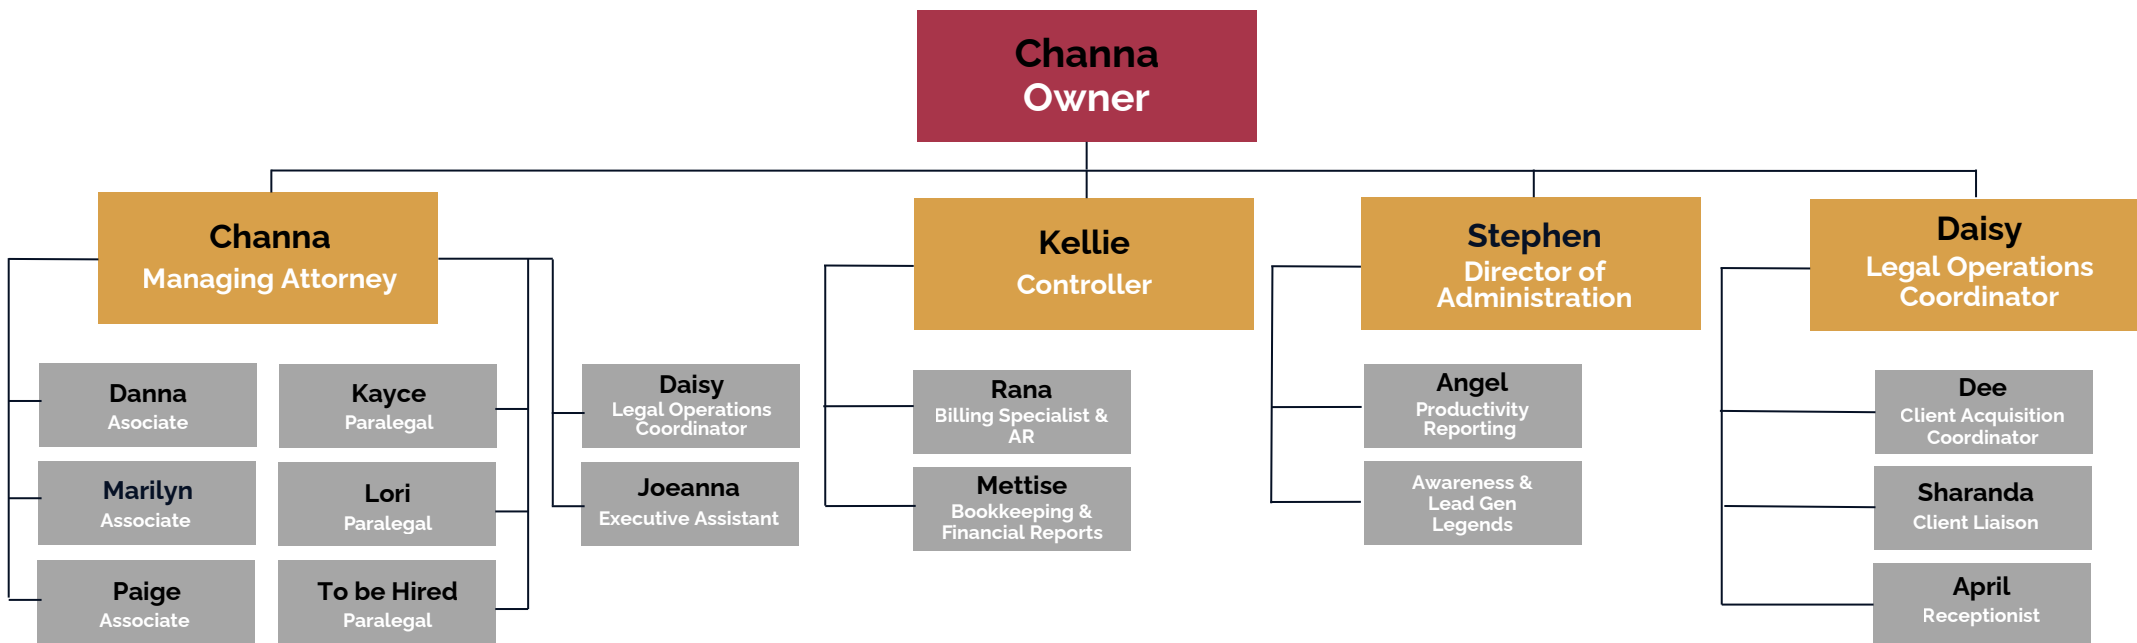 Channa
Owner
Channa
Managing Attorney
Kellie
Controller
Stephen
Director of
Administration
Daisy
Legal Operations
Coordinator
Danna
Asociate
Marilyn
Associate
Paige
Associate
Kayce
Paralegal
Lori
Paralegal
To be Hired
Paralegal
Daisy
Legal Operations
Coordinator
Joeanna
Executive Assistant
Rana
Billing Specialist &
AR
Mettise
Bookkeeping &
Financial Reports
Angel
Productivity
Reporting
Awareness &
Lead Gen
Legends
Dee
Client Acquisition
Coordinator
Sharanda
Client Liaison
April
Receptionist